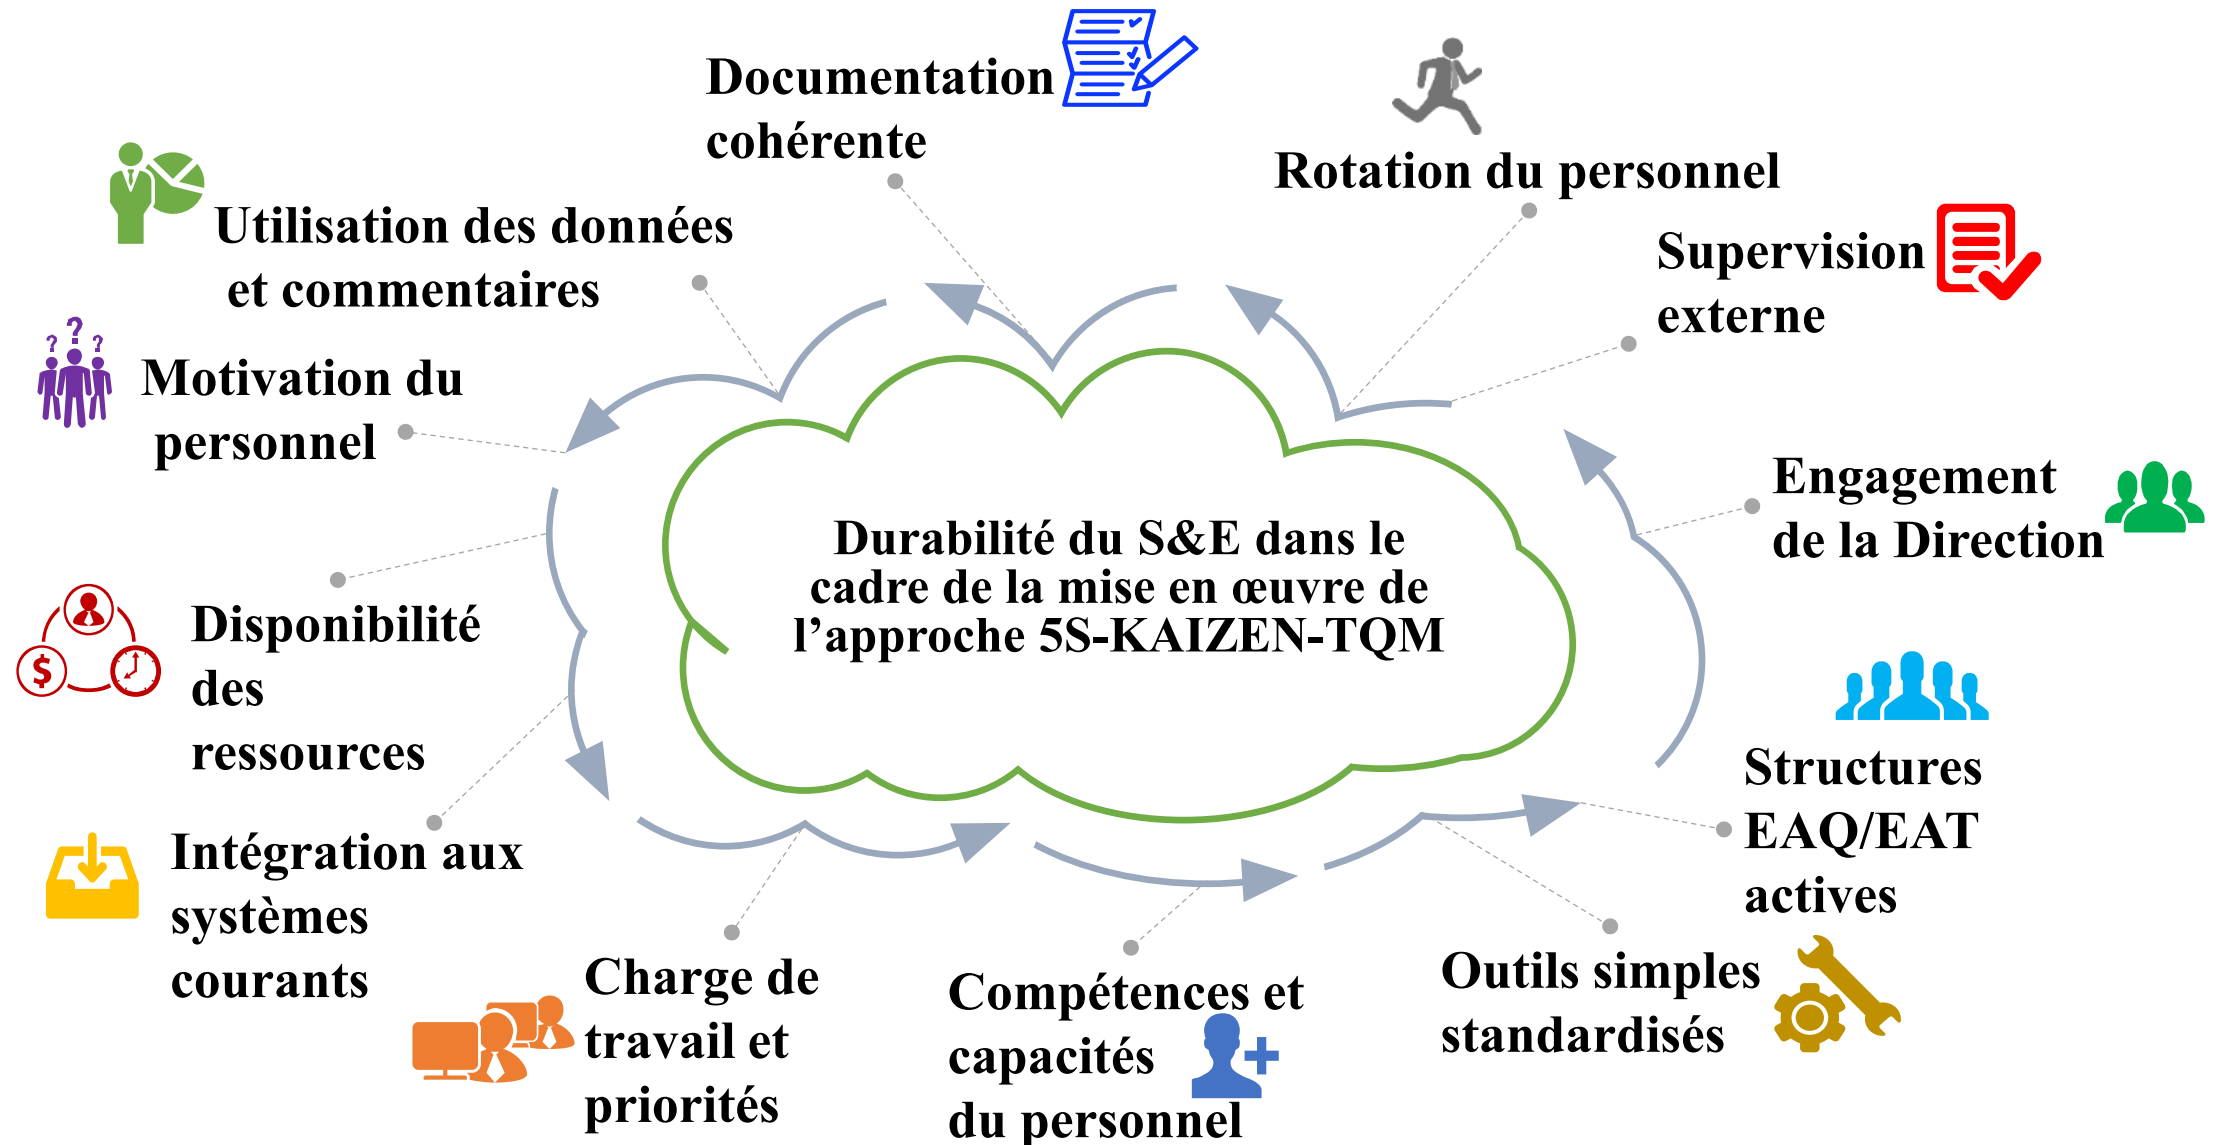 Documentation
cohérente
Rotation du personnel
Utilisation des données
et commentaires
Supervision
externe
Motivation du
personnel
Engagement
de la Direction
Durabilité du S&E dans le
cadre de la mise en œuvre de
l’approche 5S-KAIZEN-TQM
Disponibilité
des
ressources
Structures
EAQ/EAT
actives
Intégration aux
systèmes
courants
Charge de
travail et
priorités
Compétences et
capacités
du personnel
Outils simples
standardisés
? ? ?
$